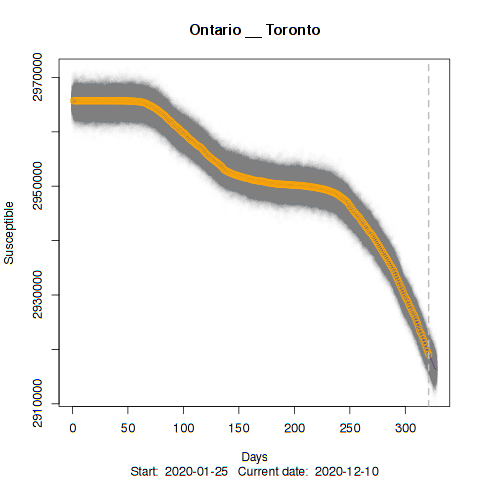 Ontario __ Toronto
Susceptible
2970000
2950000
2930000
2910000
0 50 100 150 200 250 300
Days
Start: 2020-01-25 Current date: 2020-12-10